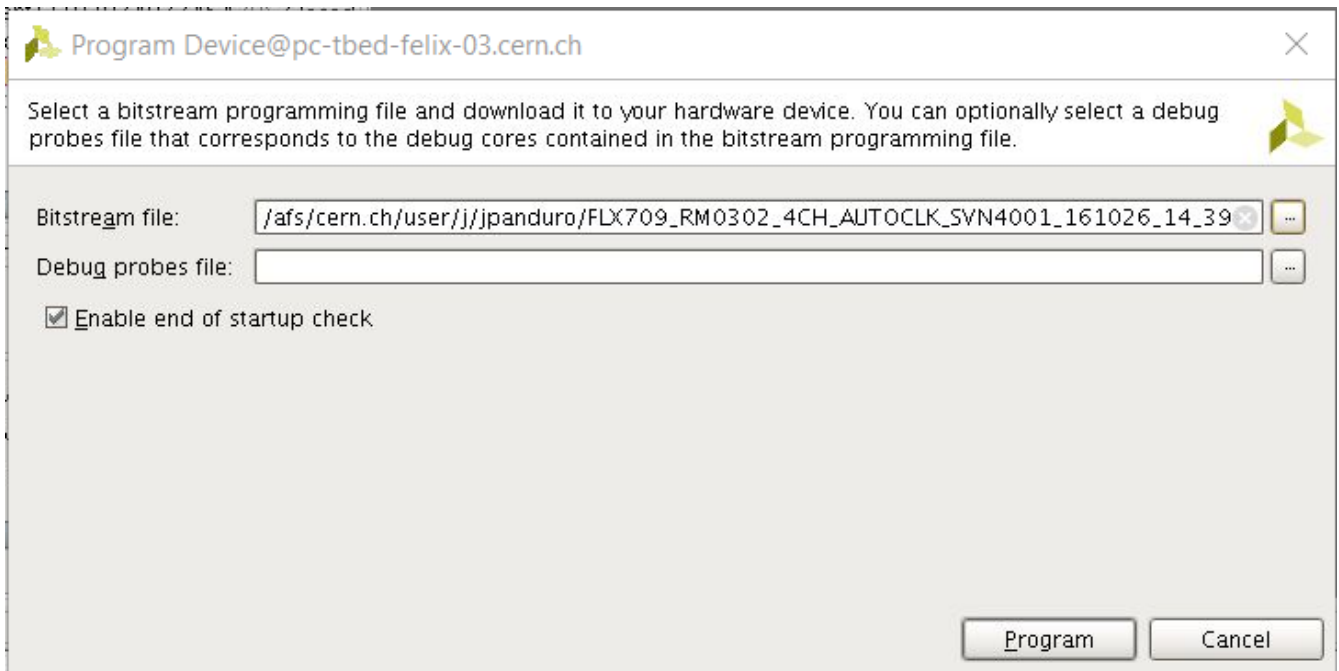 Program Device@pc-tbed-felix-03.cern.ch
Select a bitstream programming file and download it to your hardware device. You can optionally select a debug
probes file that corresponds to the debug cores contained in the bitstream programming file.
Bitstream file: /afs/cern.ch/user/j/jpanduro/FLX709_RM0302_4CH_AUTOCLK_SVN4001_161026_14_39 ...
Debug probes file: ...
Enable end of startup check
Program Cancel